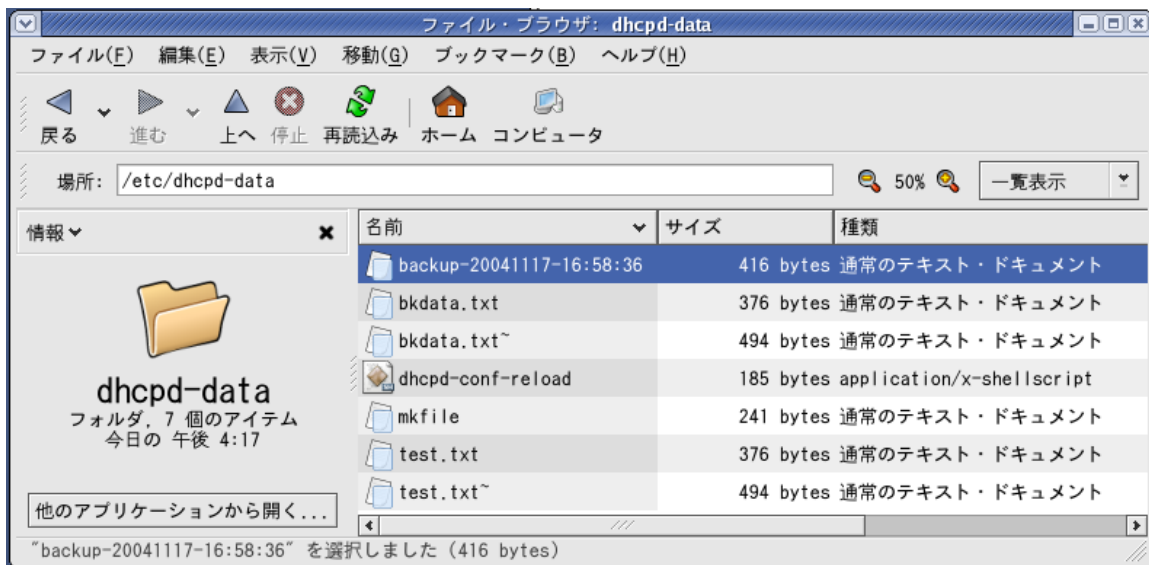 ファイル・ブラウザ: dhcpd-data
ファイル(F) 編集(E) 表示(V) 移動(G) ブックマーク(B) ヘルプ(H)
戻る 進む 上へ 停止 再読込み ホーム コンピュータ
場所: /etc/dhcpd-data 50% 一覧表示
情報
dhcpd-data
フォルダ, 7 個のアイテム
今日の 午後 4:17
他のアプリケーションから開く...
名前 サイズ 種類
backup-20041117-16:58:36 416 bytes 通常のテキスト・ドキュメント
bkdata.txt 376 bytes 通常のテキスト・ドキュメント
bkdata.txt~ 494 bytes 通常のテキスト・ドキュメント
dhcpd-conf-reload 185 bytes application/x-shellscript
mkfile 241 bytes 通常のテキスト・ドキュメント
test.txt 376 bytes 通常のテキスト・ドキュメント
test.txt~ 494 bytes 通常のテキスト・ドキュメント
"backup-20041117-16:58:36" を選択しました (416 bytes)